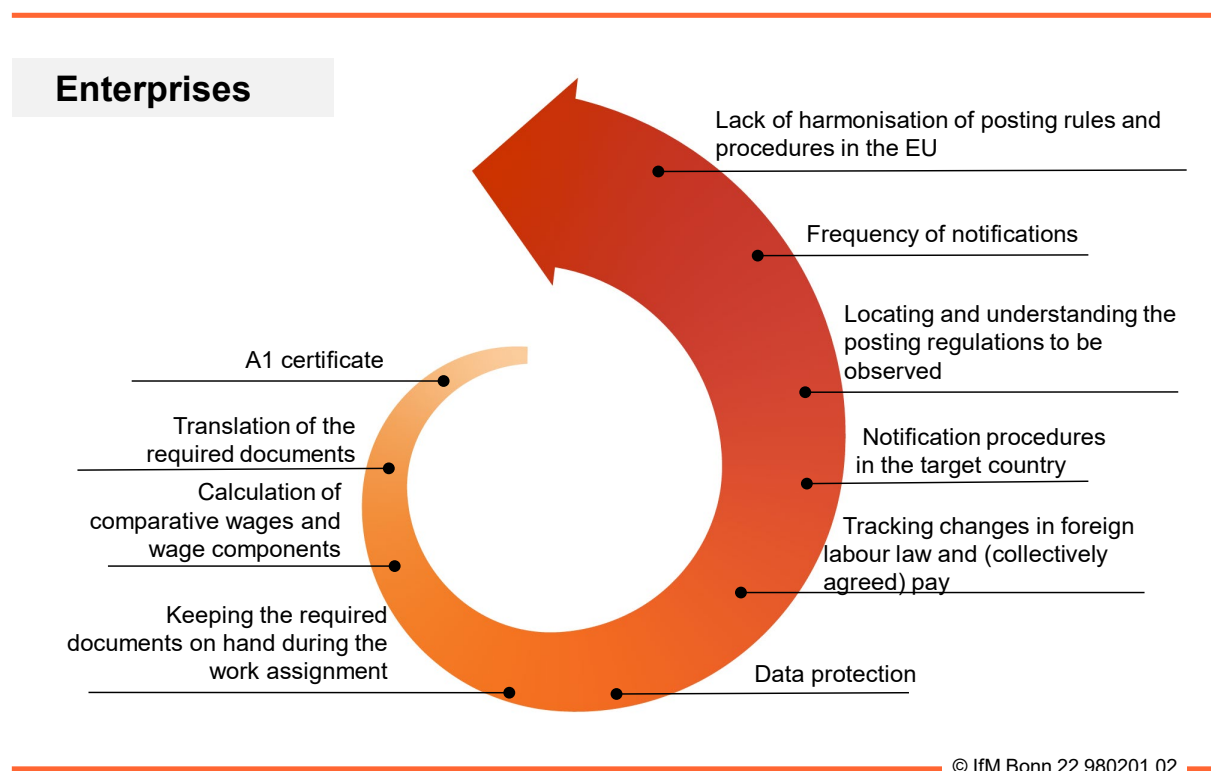 Enterprises
Lack of harmonisation of posting rules and
procedures in the EU
Frequency of notifications
Locating and understanding the
posting regulations to be
observed
Notification procedures
in the target country
Tracking changes in foreign
labour law and (collectively
agreed) pay
Data protection
A1 certificate
Translation of the
required documents
Calculation of
comparative wages and
wage components
Keeping the required
documents on hand during the
work assignment
© IfM Bonn 22 980201 02